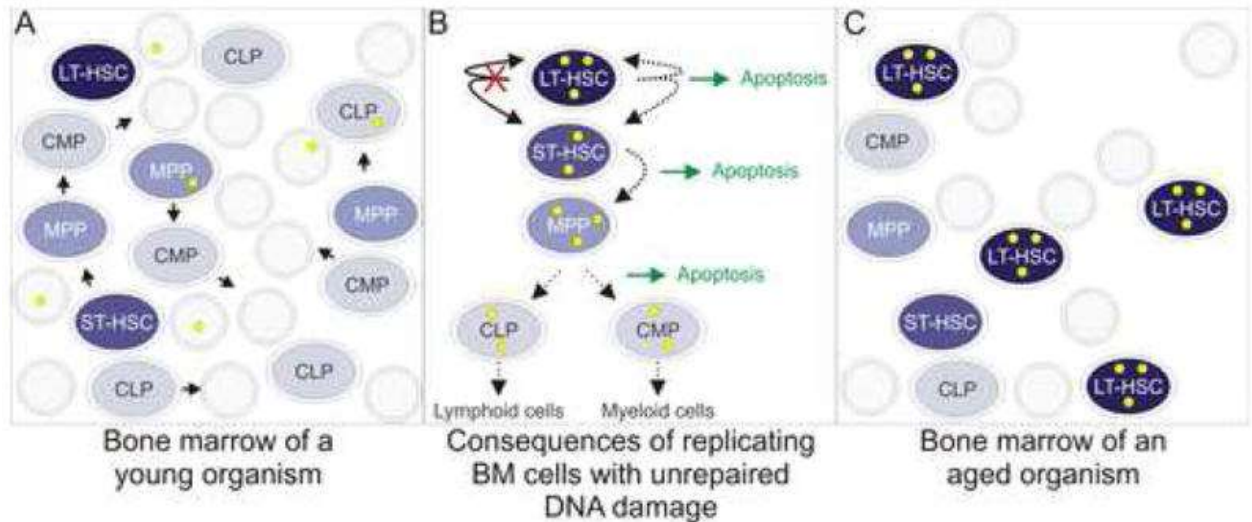 A
LT-HSC
CLP
CLP
CMP
MPP
MPP
MPP
CMP
CMP
ST-HSC
CLP
CLP
Bone marrow of a
young organism
B
LT-HSC
Apoptosis
ST-HSC
Apoptosis
MPP
Apoptosis
CLP
CMP
Lymphoid cells
Myeloid cells
Consequences of replicating
BM cells with unrepaired
DNA damage
C
LT-HSC
CMP
LT-HSC
MPP
LT-HSC
ST-HSC
CLP
LT-HSC
Bone marrow of an
aged organism